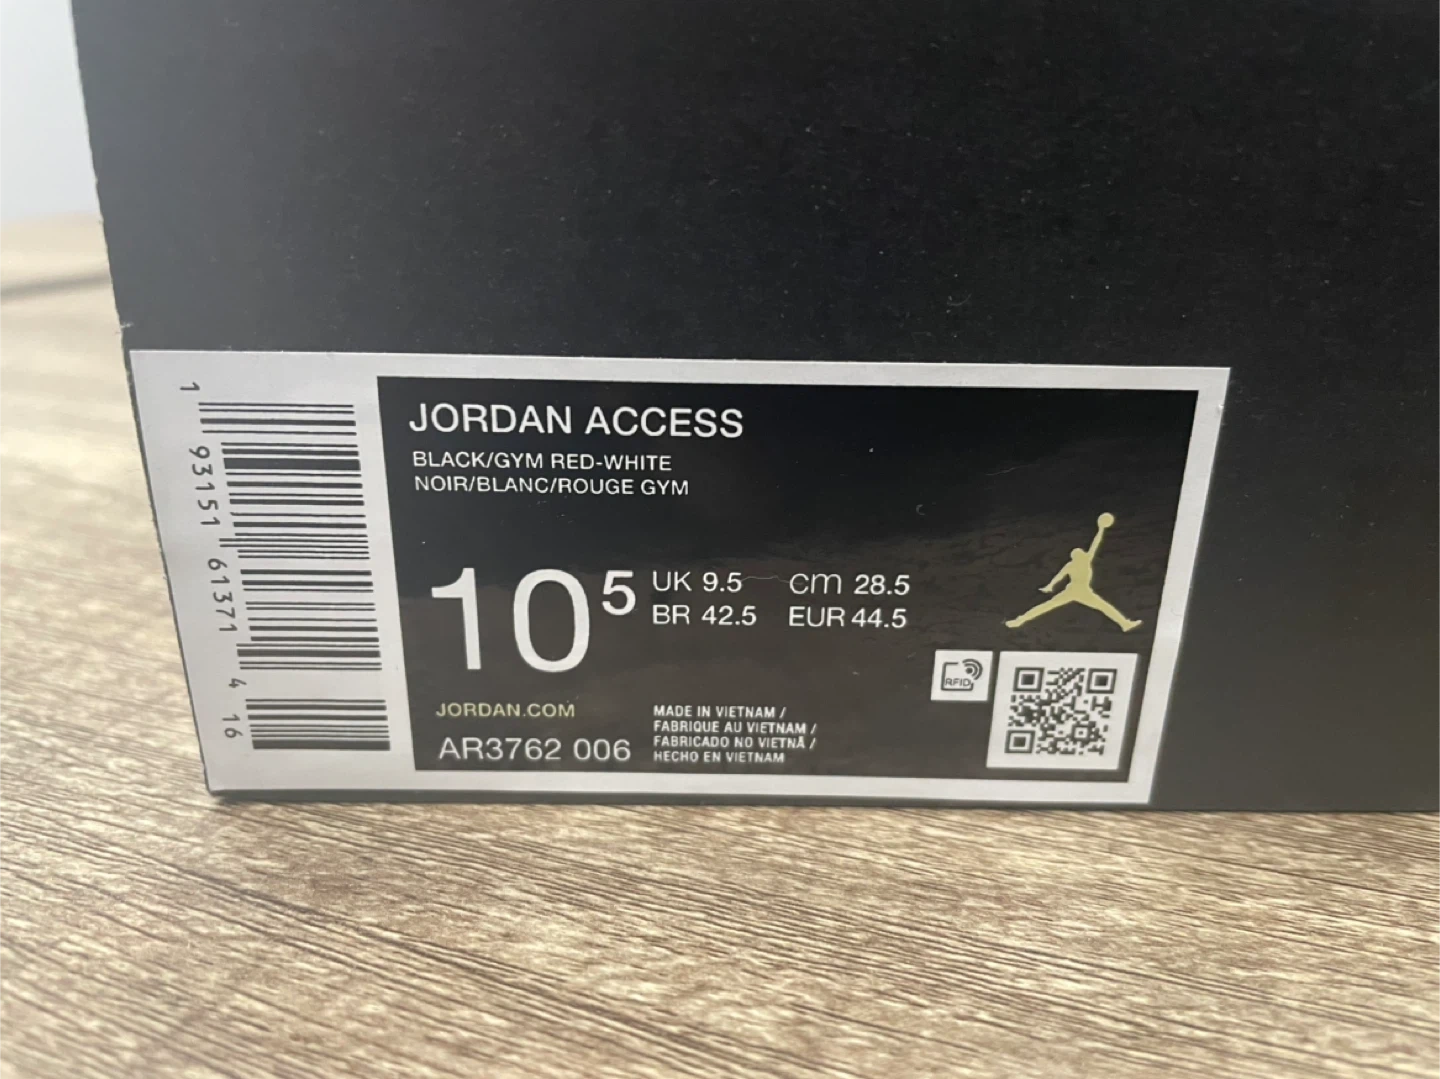 JORDAN ACCESS
BLACK/GYM RED-WHITE
NOIR/BLANC/ROUGE GYM
10 5
UK 9.5 cm 28.5
BR 42.5 EUR 44.5
RFID
JORDAN.COM
AR3762 006
MADE IN VIETNAM /
FABRIQUE AU VIETNAM /
FABRICADO NO VIETNÃ /
HECHO EN VIETNAM
1 93151 61371 4 16